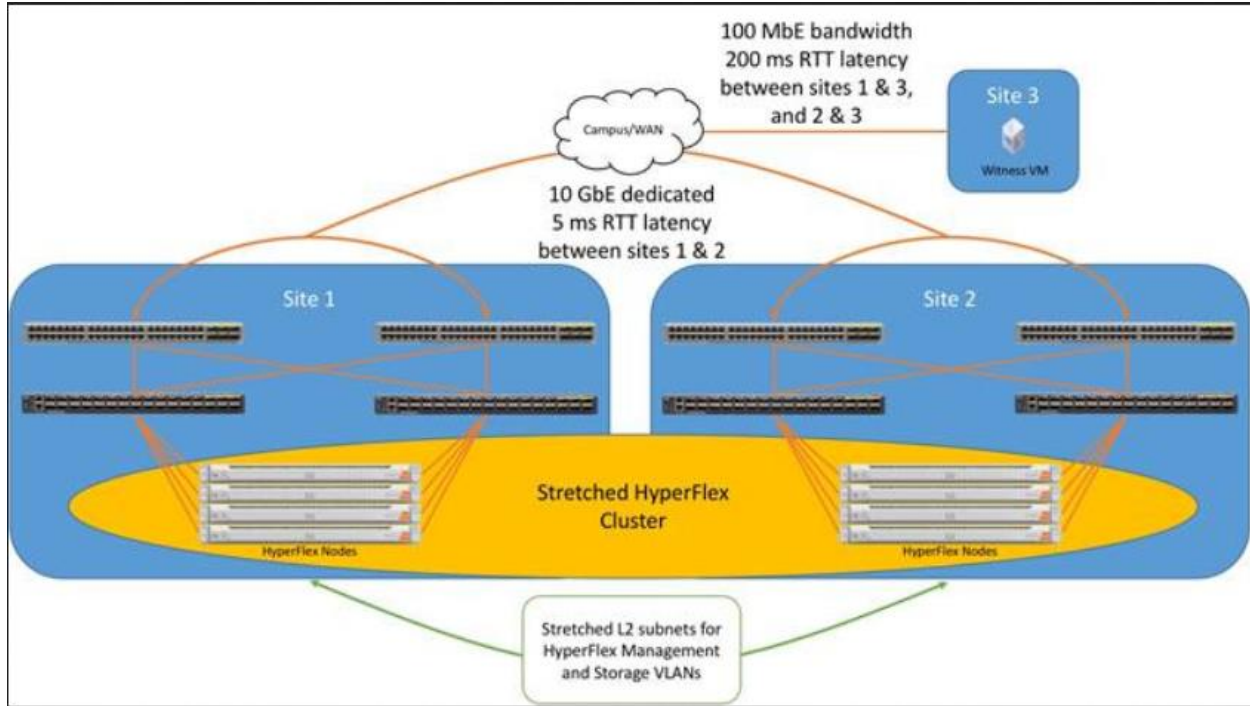 100 MbE bandwidth
200 ms RTT latency
between sites 1 & 3,
and 2 & 3
Site 3
Witness VM
Campus/WAN
10 GbE dedicated
5 ms RTT latency
between sites 1 & 2
Site 1
Site 2
Stretched HyperFlex
Cluster
HyperFlex Nodes
HyperFlex Nodes
Stretched L2 subnets for
HyperFlex Management
and Storage VLANs